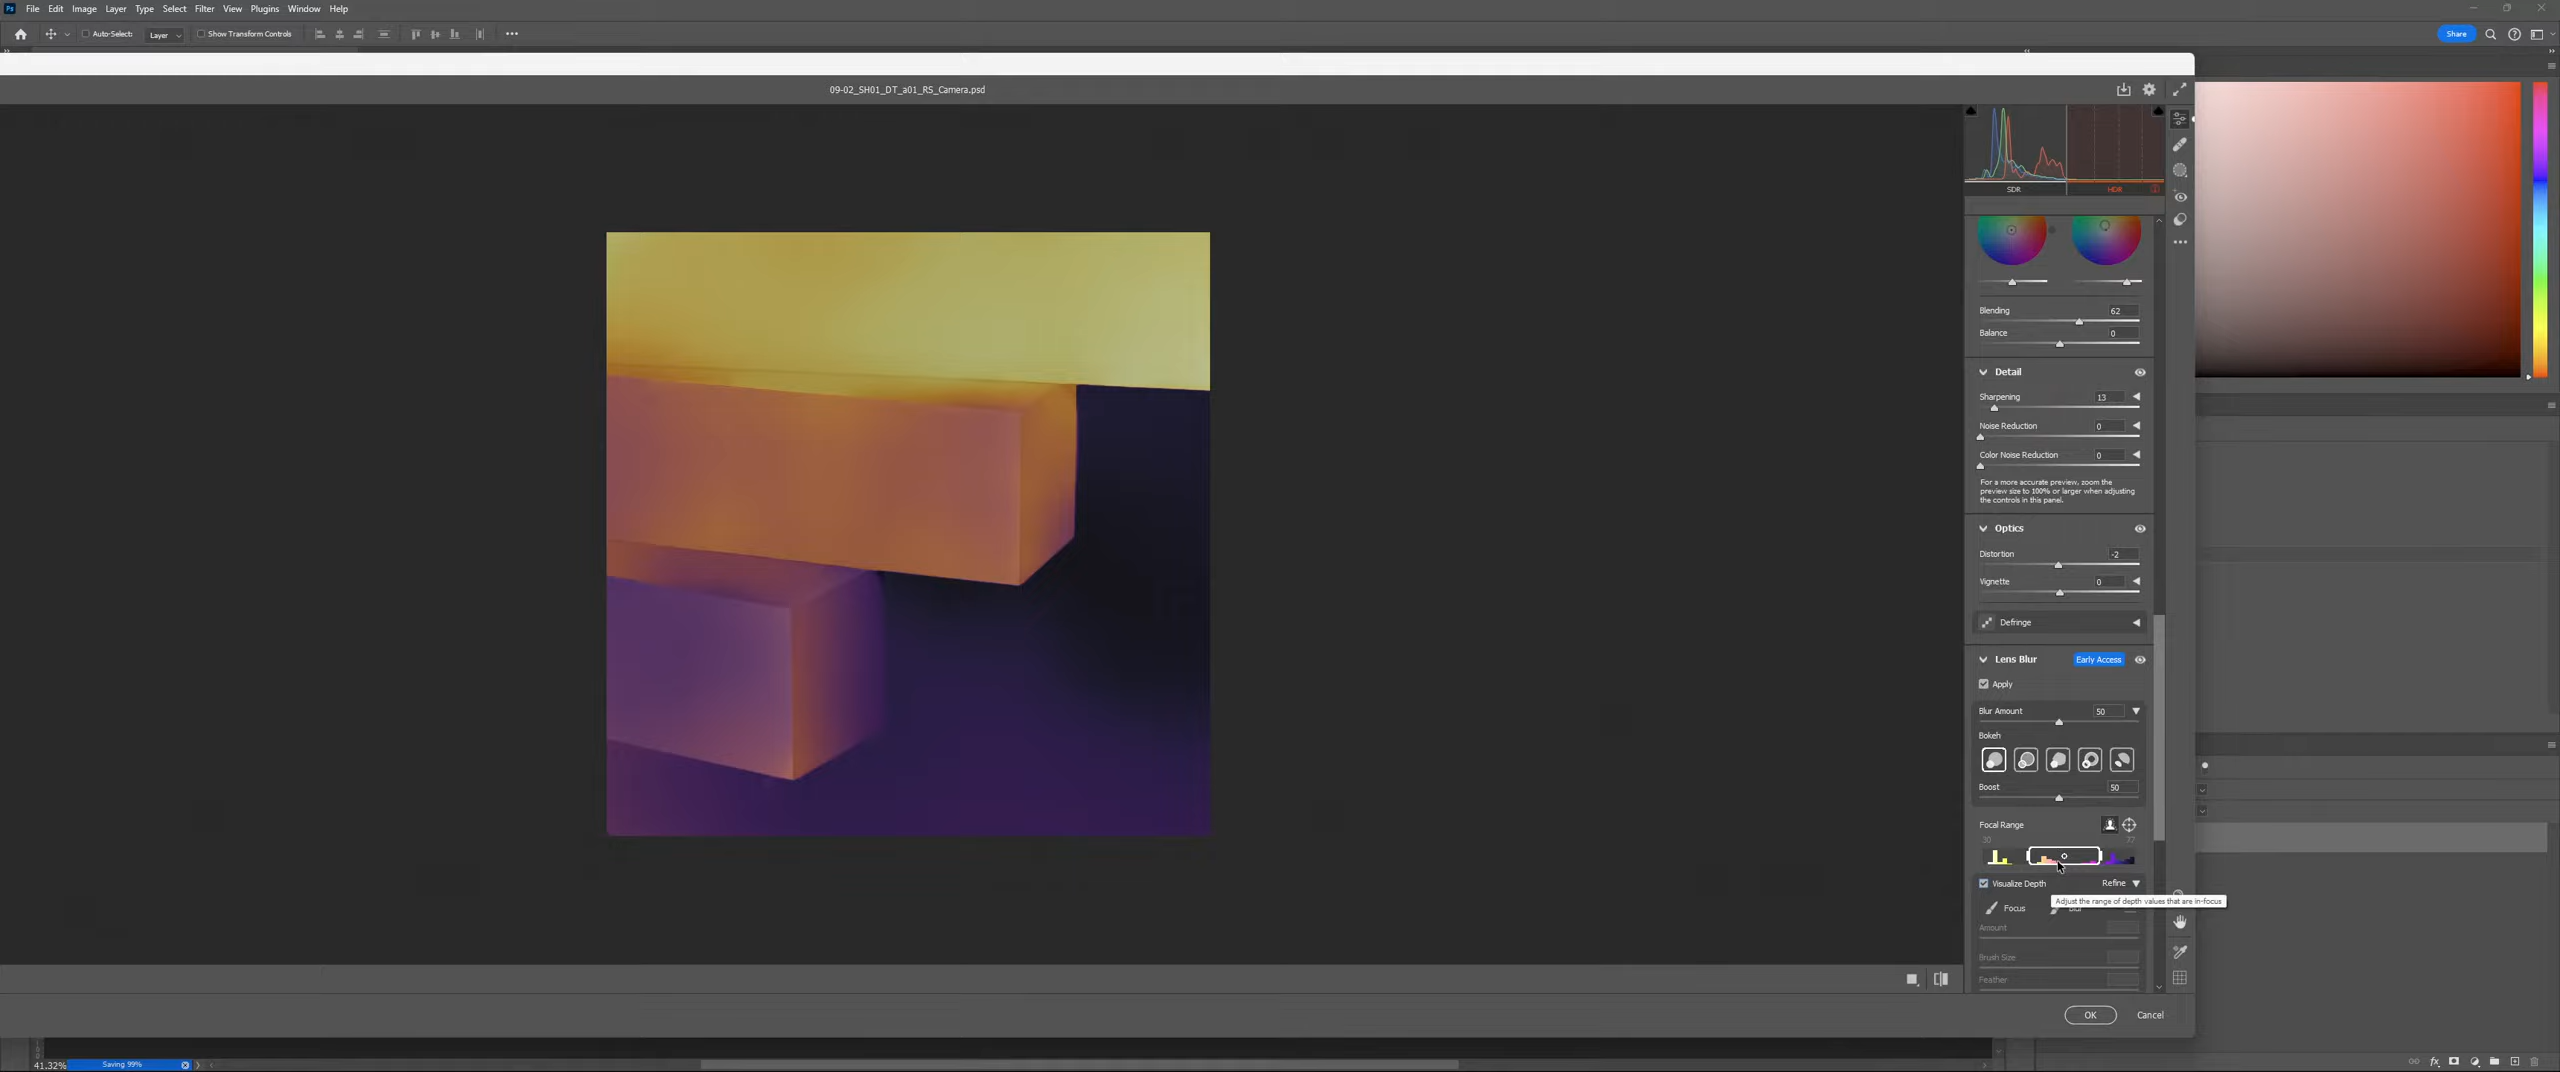 Ps File Edit Image Layer Type Select Filter View Plugins Window Help
Auto-Select: Layer Show Transform Controls Share
09-02_SH01_DT_a01_RS_Camera.psd
SDR HDR
Blending 62
Balance 0
Detail
Sharpening 13
Noise Reduction 0
Color Noise Reduction 0
For a more accurate preview, zoom the
preview size to 100% or larger when adjusting
the controls in this panel.
Optics
Distortion -2
Vignette 0
Defringe
Lens Blur Early Access
Apply
Blur Amount 50
Bokeh
Boost 50
Focal Range
30 77
Visualize Depth Refine
Adjust the range of depth values that are in-focus
Focus
Amount
Brush Size
Feather
OK Cancel
41.32% Saving 99%
fx